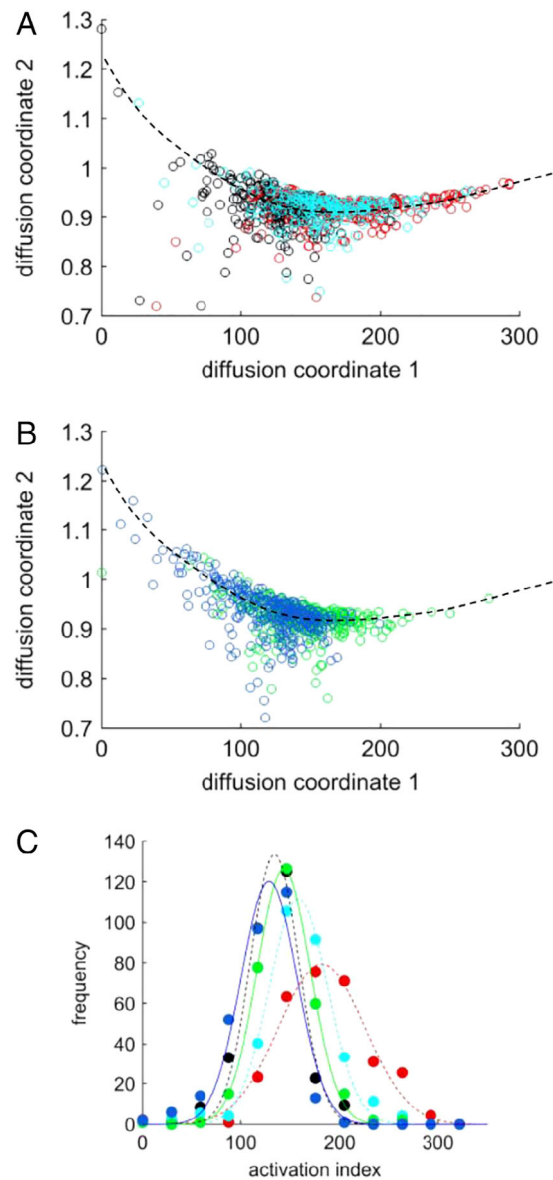 A
1.3
1.2
1.1
1
0.9
0.8
0.7
diffusion coordinate 2
0 100 200 300
diffusion coordinate 1
B
1.3
1.2
1.1
1
0.9
0.8
0.7
diffusion coordinate 2
0 100 200 300
diffusion coordinate 1
C
140
120
100
80
60
40
20
0
frequency
0 100 200 300
activation index